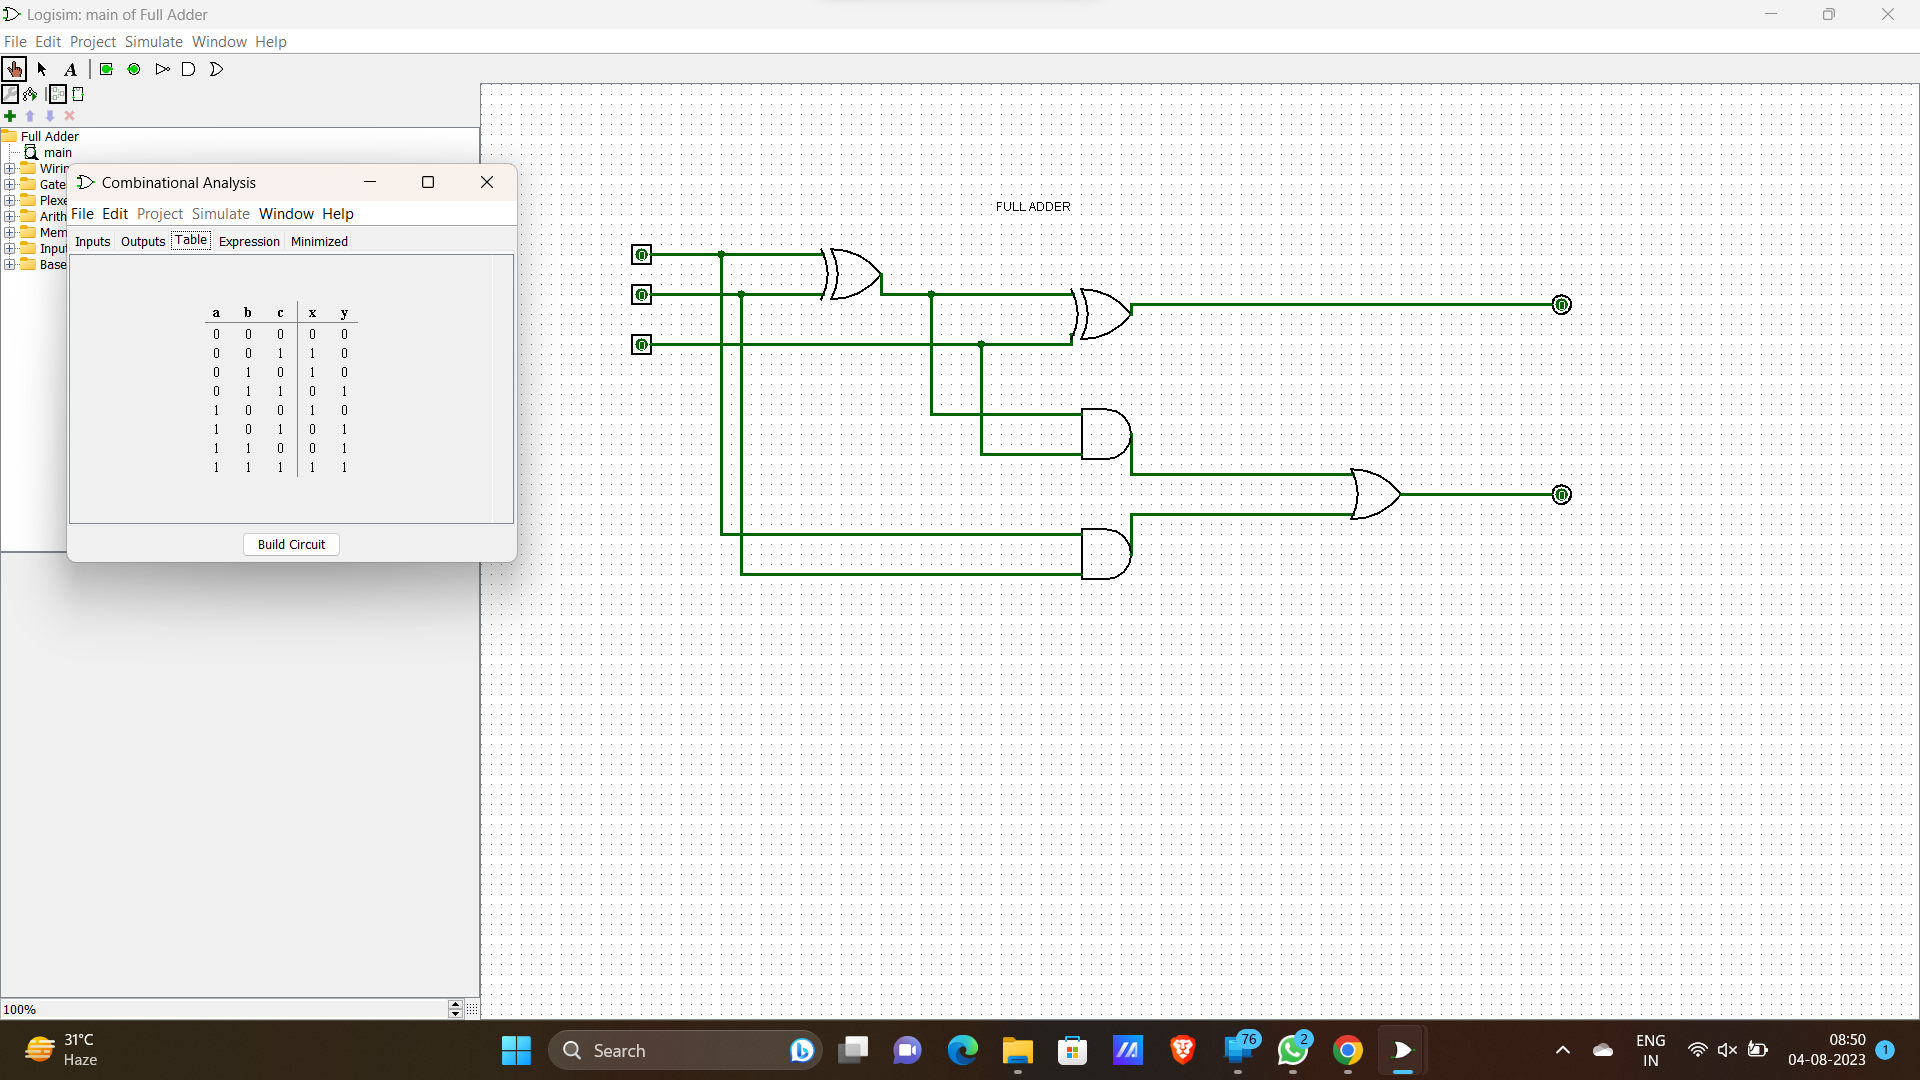 Logisim: main of Full Adder
File Edit Project Simulate Window Help
A
Full Adder
main
Wirin
Gate
Plexe
Arith
Mem
Input
Base
Combinational Analysis
File Edit Project Simulate Window Help
Inputs Outputs Table Expression Minimized
a b c x y
0 0 0 0 0
0 0 1 1 0
0 1 0 1 0
0 1 1 0 1
1 0 0 1 0
1 0 1 0 1
1 1 0 0 1
1 1 1 1 1
Build Circuit
FULL ADDER
0
0
0
0
0
100%
31°C
Haze
Search
76
2
ENG
IN
08:50
04-08-2023
1